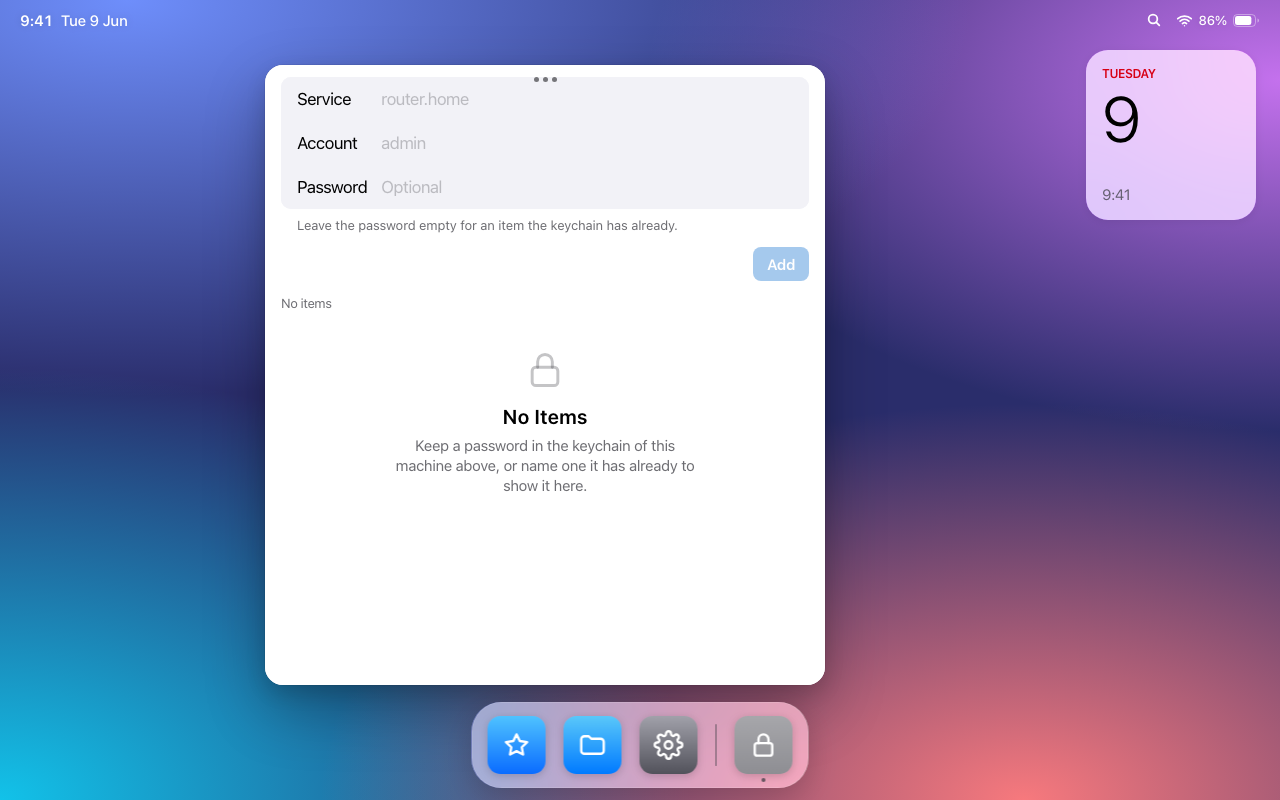 9:41 Tue 9 Jun
86%
TUESDAY
9
9:41
Service router.home
Account admin
Password Optional
Leave the password empty for an item the keychain has already.
Add
No items
No Items
Keep a password in the keychain of this
machine above, or name one it has already to
show it here.